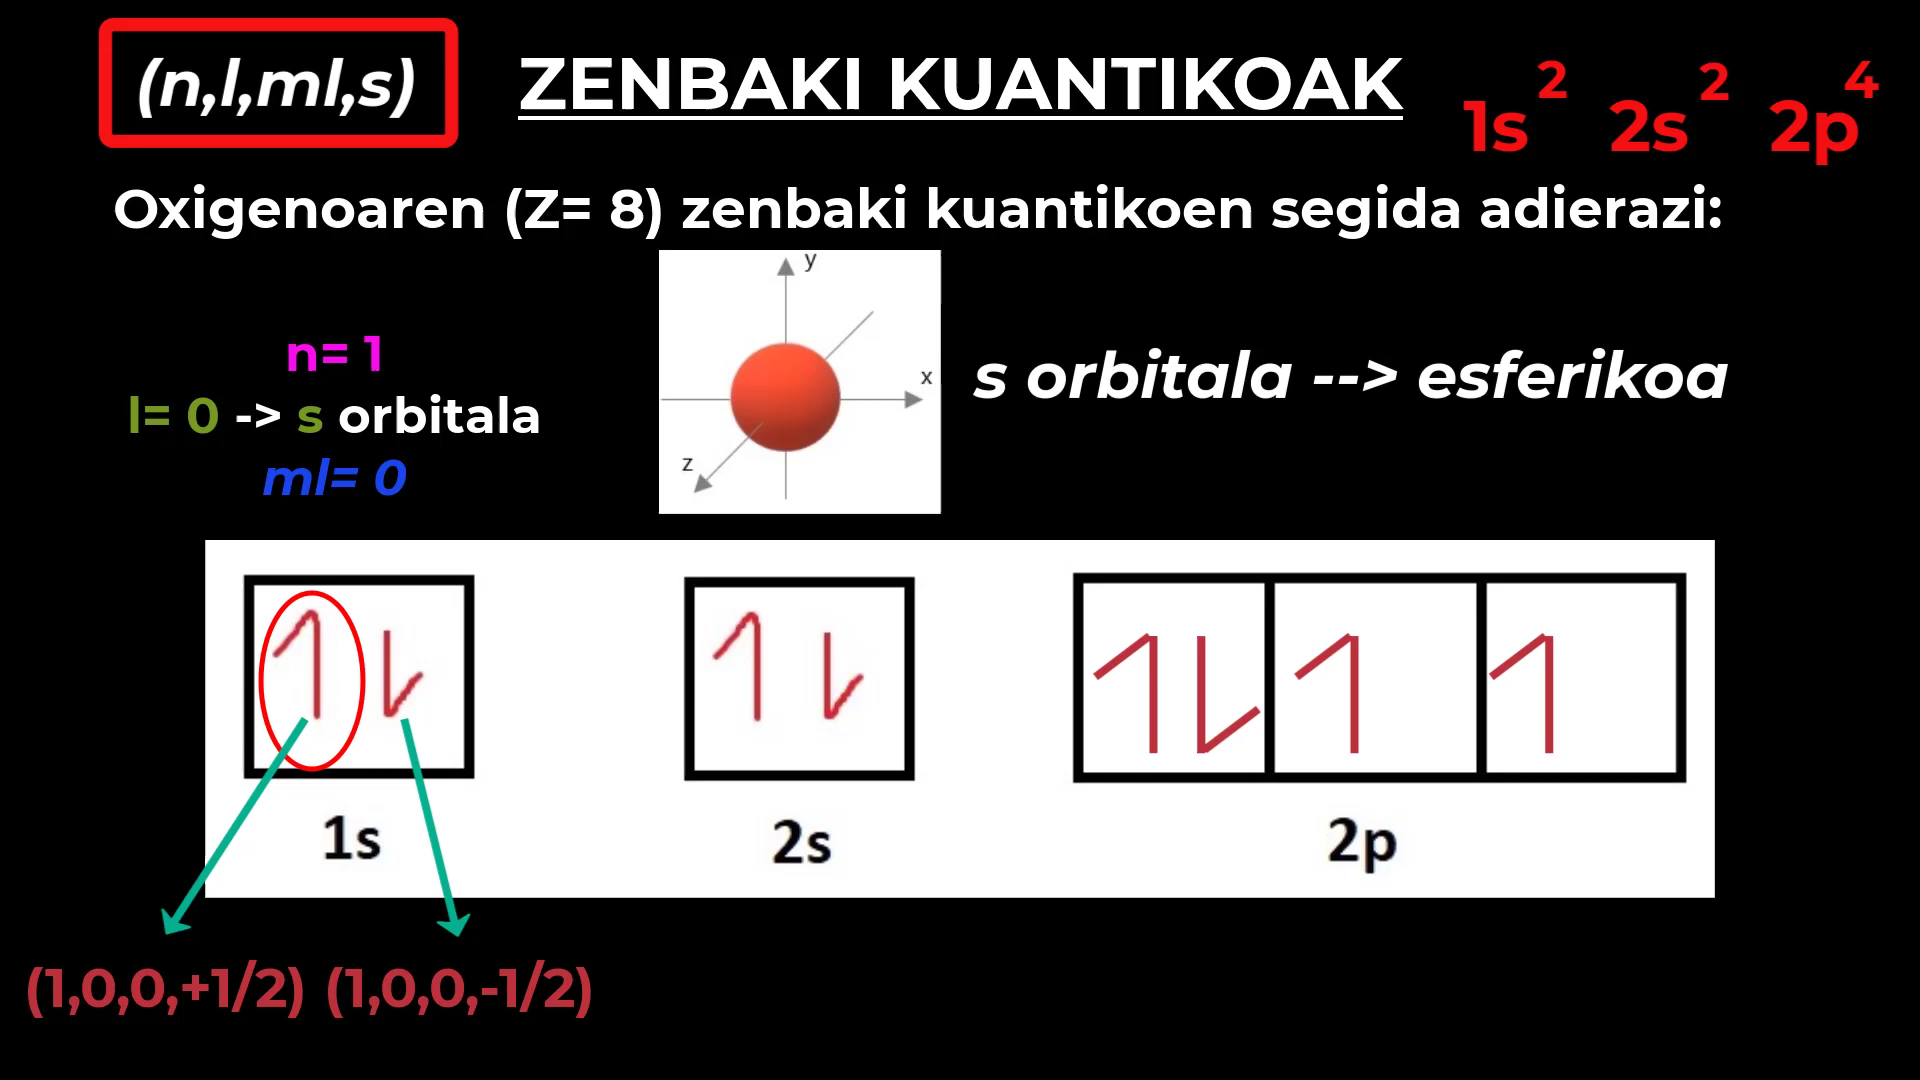 (n,l,ml,s)
ZENBAKI KUANTIKOAK
1s² 2s² 2p⁴
Oxigenoaren (Z= 8) zenbaki kuantikoen segida adierazi:
n= 1
l= 0 -> s orbitala
ml= 0
y
x
z
s orbitala --> esferikoa
1s
2s
2p
(1,0,0,+1/2) (1,0,0,-1/2)